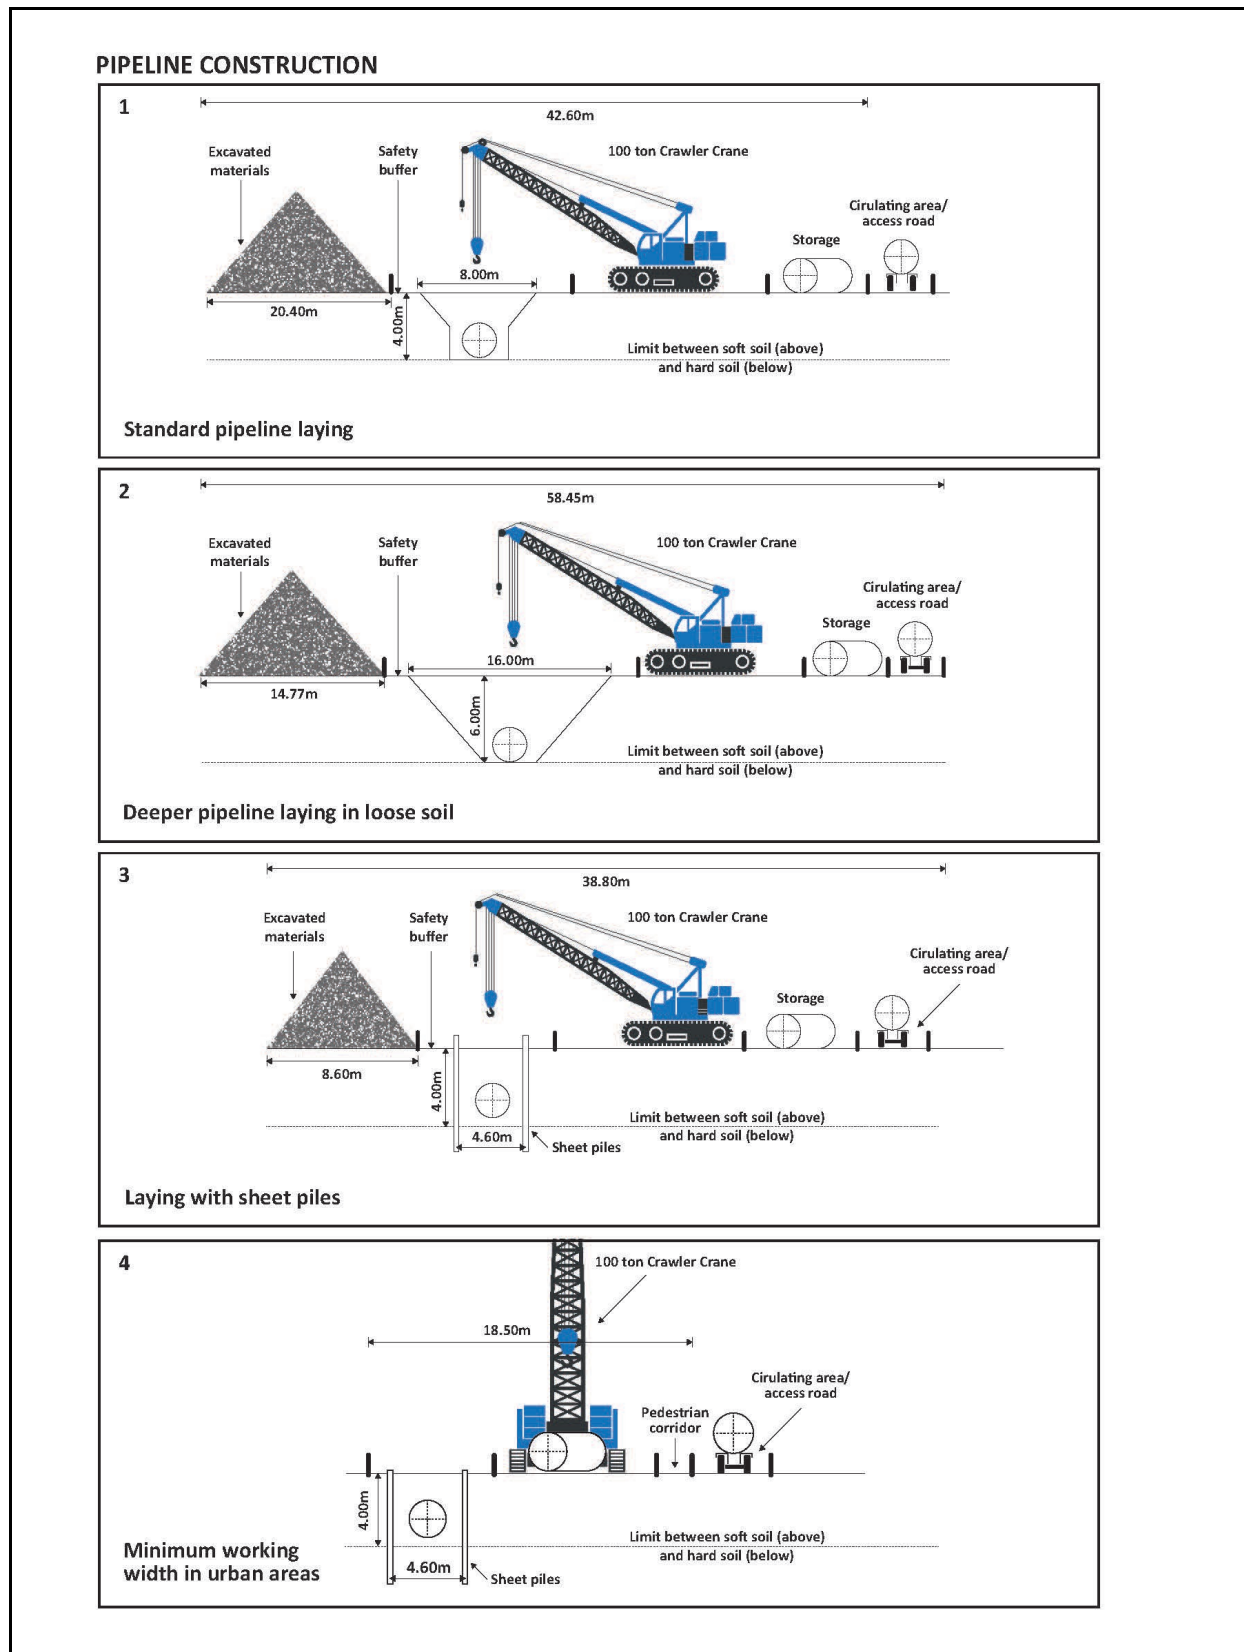 PIPELINE CONSTRUCTION
1
42.60m
Excavated
materials
Safety
buffer
100 ton Crawler Crane
Cirulating area/
access road
Storage
8.00m
20.40m
4.00m
Limit between soft soil (above)
and hard soil (below)
Standard pipeline laying
2
58.45m
Excavated
materials
Safety
buffer
100 ton Crawler Crane
Cirulating area/
access road
Storage
16.00m
14.77m
6.00m
Limit between soft soil (above)
and hard soil (below)
Deeper pipeline laying in loose soil
3
38.80m
Excavated
materials
Safety
buffer
100 ton Crawler Crane
Cirulating area/
access road
Storage
8.60m
4.00m
4.60m
Limit between soft soil (above)
and hard soil (below)
Sheet piles
Laying with sheet piles
4
100 ton Crawler Crane
18.50m
Cirulating area/
access road
Pedestrian
corridor
4.00m
Limit between soft soil (above)
and hard soil (below)
4.60m
Sheet piles
Minimum working
width in urban areas